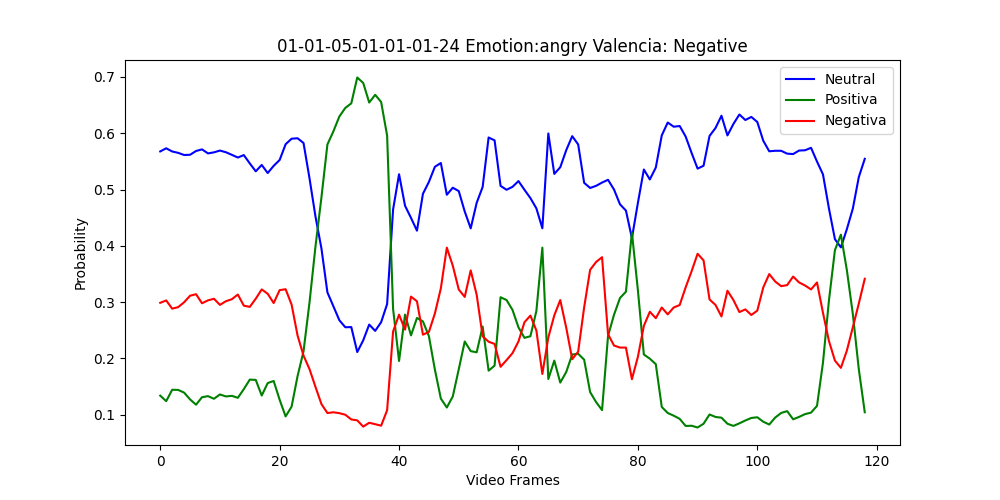 01-01-05-01-01-01-24 Emotion:angry Valencia: Negative
Neutral
Positiva
Negativa
0.7
0.6
0.5
0.4
0.3
0.2
0.1
Probability
0 20 40 60 80 100 120
Video Frames